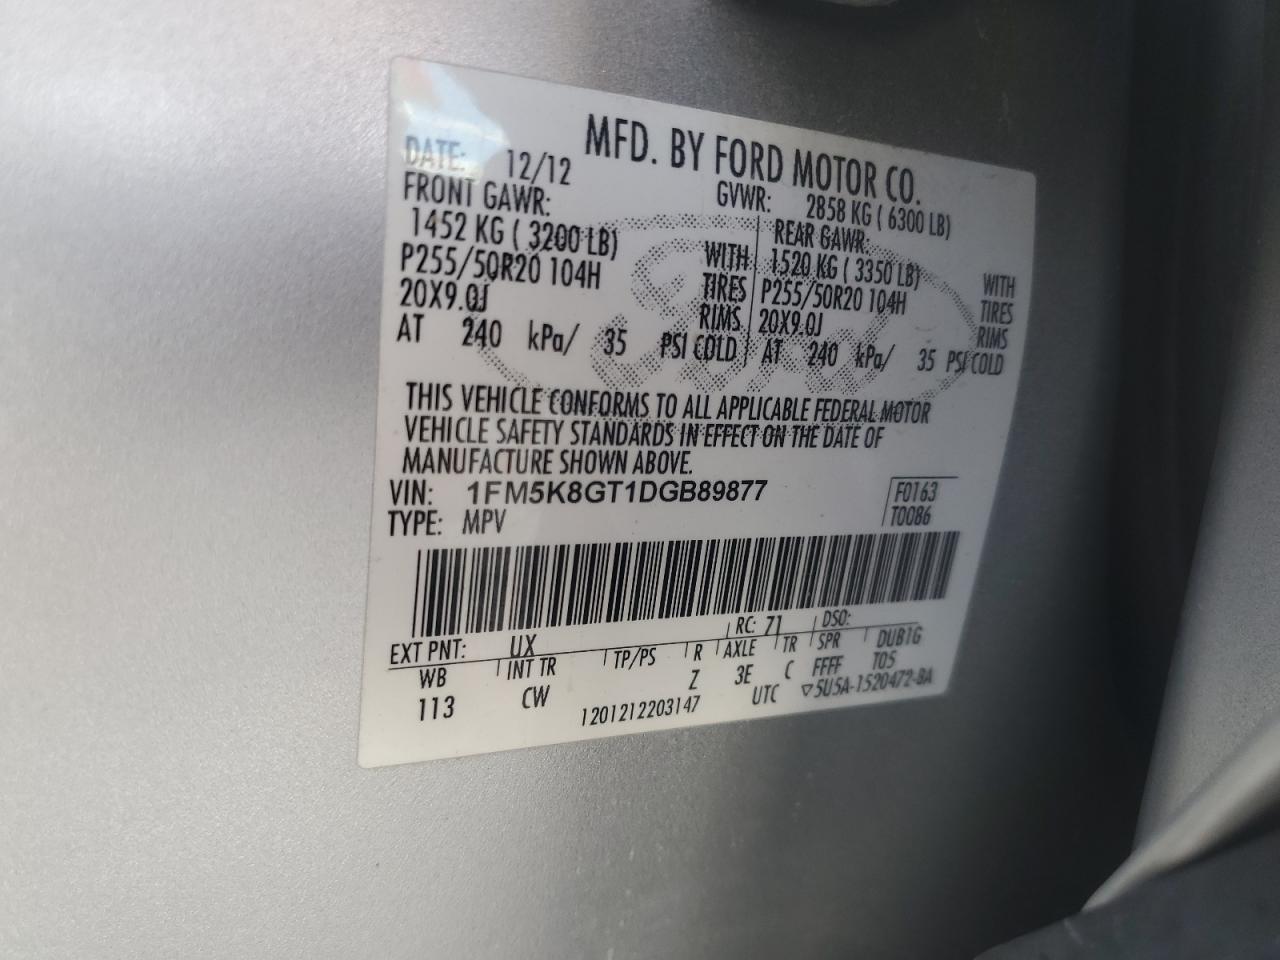 MFD. BY FORD MOTOR CO.
DATE: 12/12 GVWR: 2858 KG ( 6300 LB)
FRONT GAWR: REAR GAWR:
1452 KG ( 3200 LB) WITH 1520 KG ( 3350 LB) WITH
P255/50R20 104H TIRES P255/50R20 104H TIRES
20X9.0J RIMS 20X9.0J RIMS
AT 240 kPa/ 35 PSI COLD AT 240 kPa/ 35 PSI COLD
Ford
THIS VEHICLE CONFORMS TO ALL APPLICABLE FEDERAL MOTOR
VEHICLE SAFETY STANDARDS IN EFFECT ON THE DATE OF
MANUFACTURE SHOWN ABOVE.
VIN: 1FM5K8GT1DGB89877 F0163
TYPE: MPV T0086
EXT PNT: UX RC: 71 DSO:
WB INT TR TP/PS R AXLE TR SPR DUB1G
113 CW Z 3E C FFFF T05
1201212203147 UTC ▽5U5A-1520472-BA